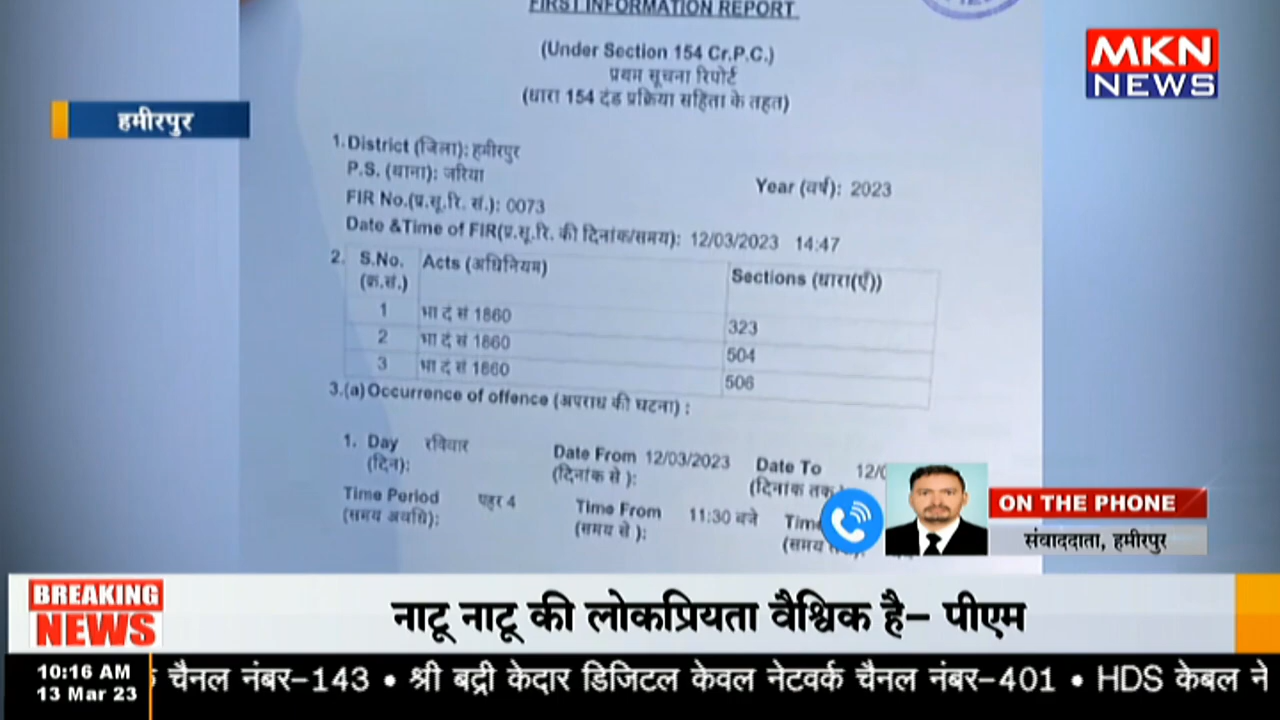 FIRST INFORMATION REPORT
(Under Section 154 Cr.P.C.)
प्रथम सूचना रिपोर्ट
(धारा 154 दंड प्रक्रिया सहिता के तहत)
MKN
NEWS
हमीरपुर
1. District (जिला): हमीरपुर
P.S. (थाना): जरिया
Year (वर्ष): 2023
FIR No.(प्र.सू.रि. सं.): 0073
Date &Time of FIR(प्र.सू.रि. की दिनांक/समय): 12/03/2023 14:47
2. S.No. Acts (अधिनियम) Sections (धारा(एँ))
(क्र.सं.)
1 भा दं सं 1860 323
2 भा दं सं 1860 504
3 भा दं सं 1860 506
3.(a) Occurrence of offence (अपराध की घटना) :
1. Day रविवार Date From 12/03/2023 Date To
(दिन): (दिनांक से ): (दिनांक तक
Time Period पहर 4 Time From 11:30 बजे
(समय अवधि): (समय से ): (समय
ON THE PHONE
संवाददाता, हमीरपुर
BREAKING
NEWS
नाटू नाटू की लोकप्रियता वैश्विक है– पीएम
10:16 AM
13 Mar 23
चैनल नंबर–143 • श्री बद्री केदार डिजिटल केवल नेटवर्क चैनल नंबर–401 • HDS केबल ने